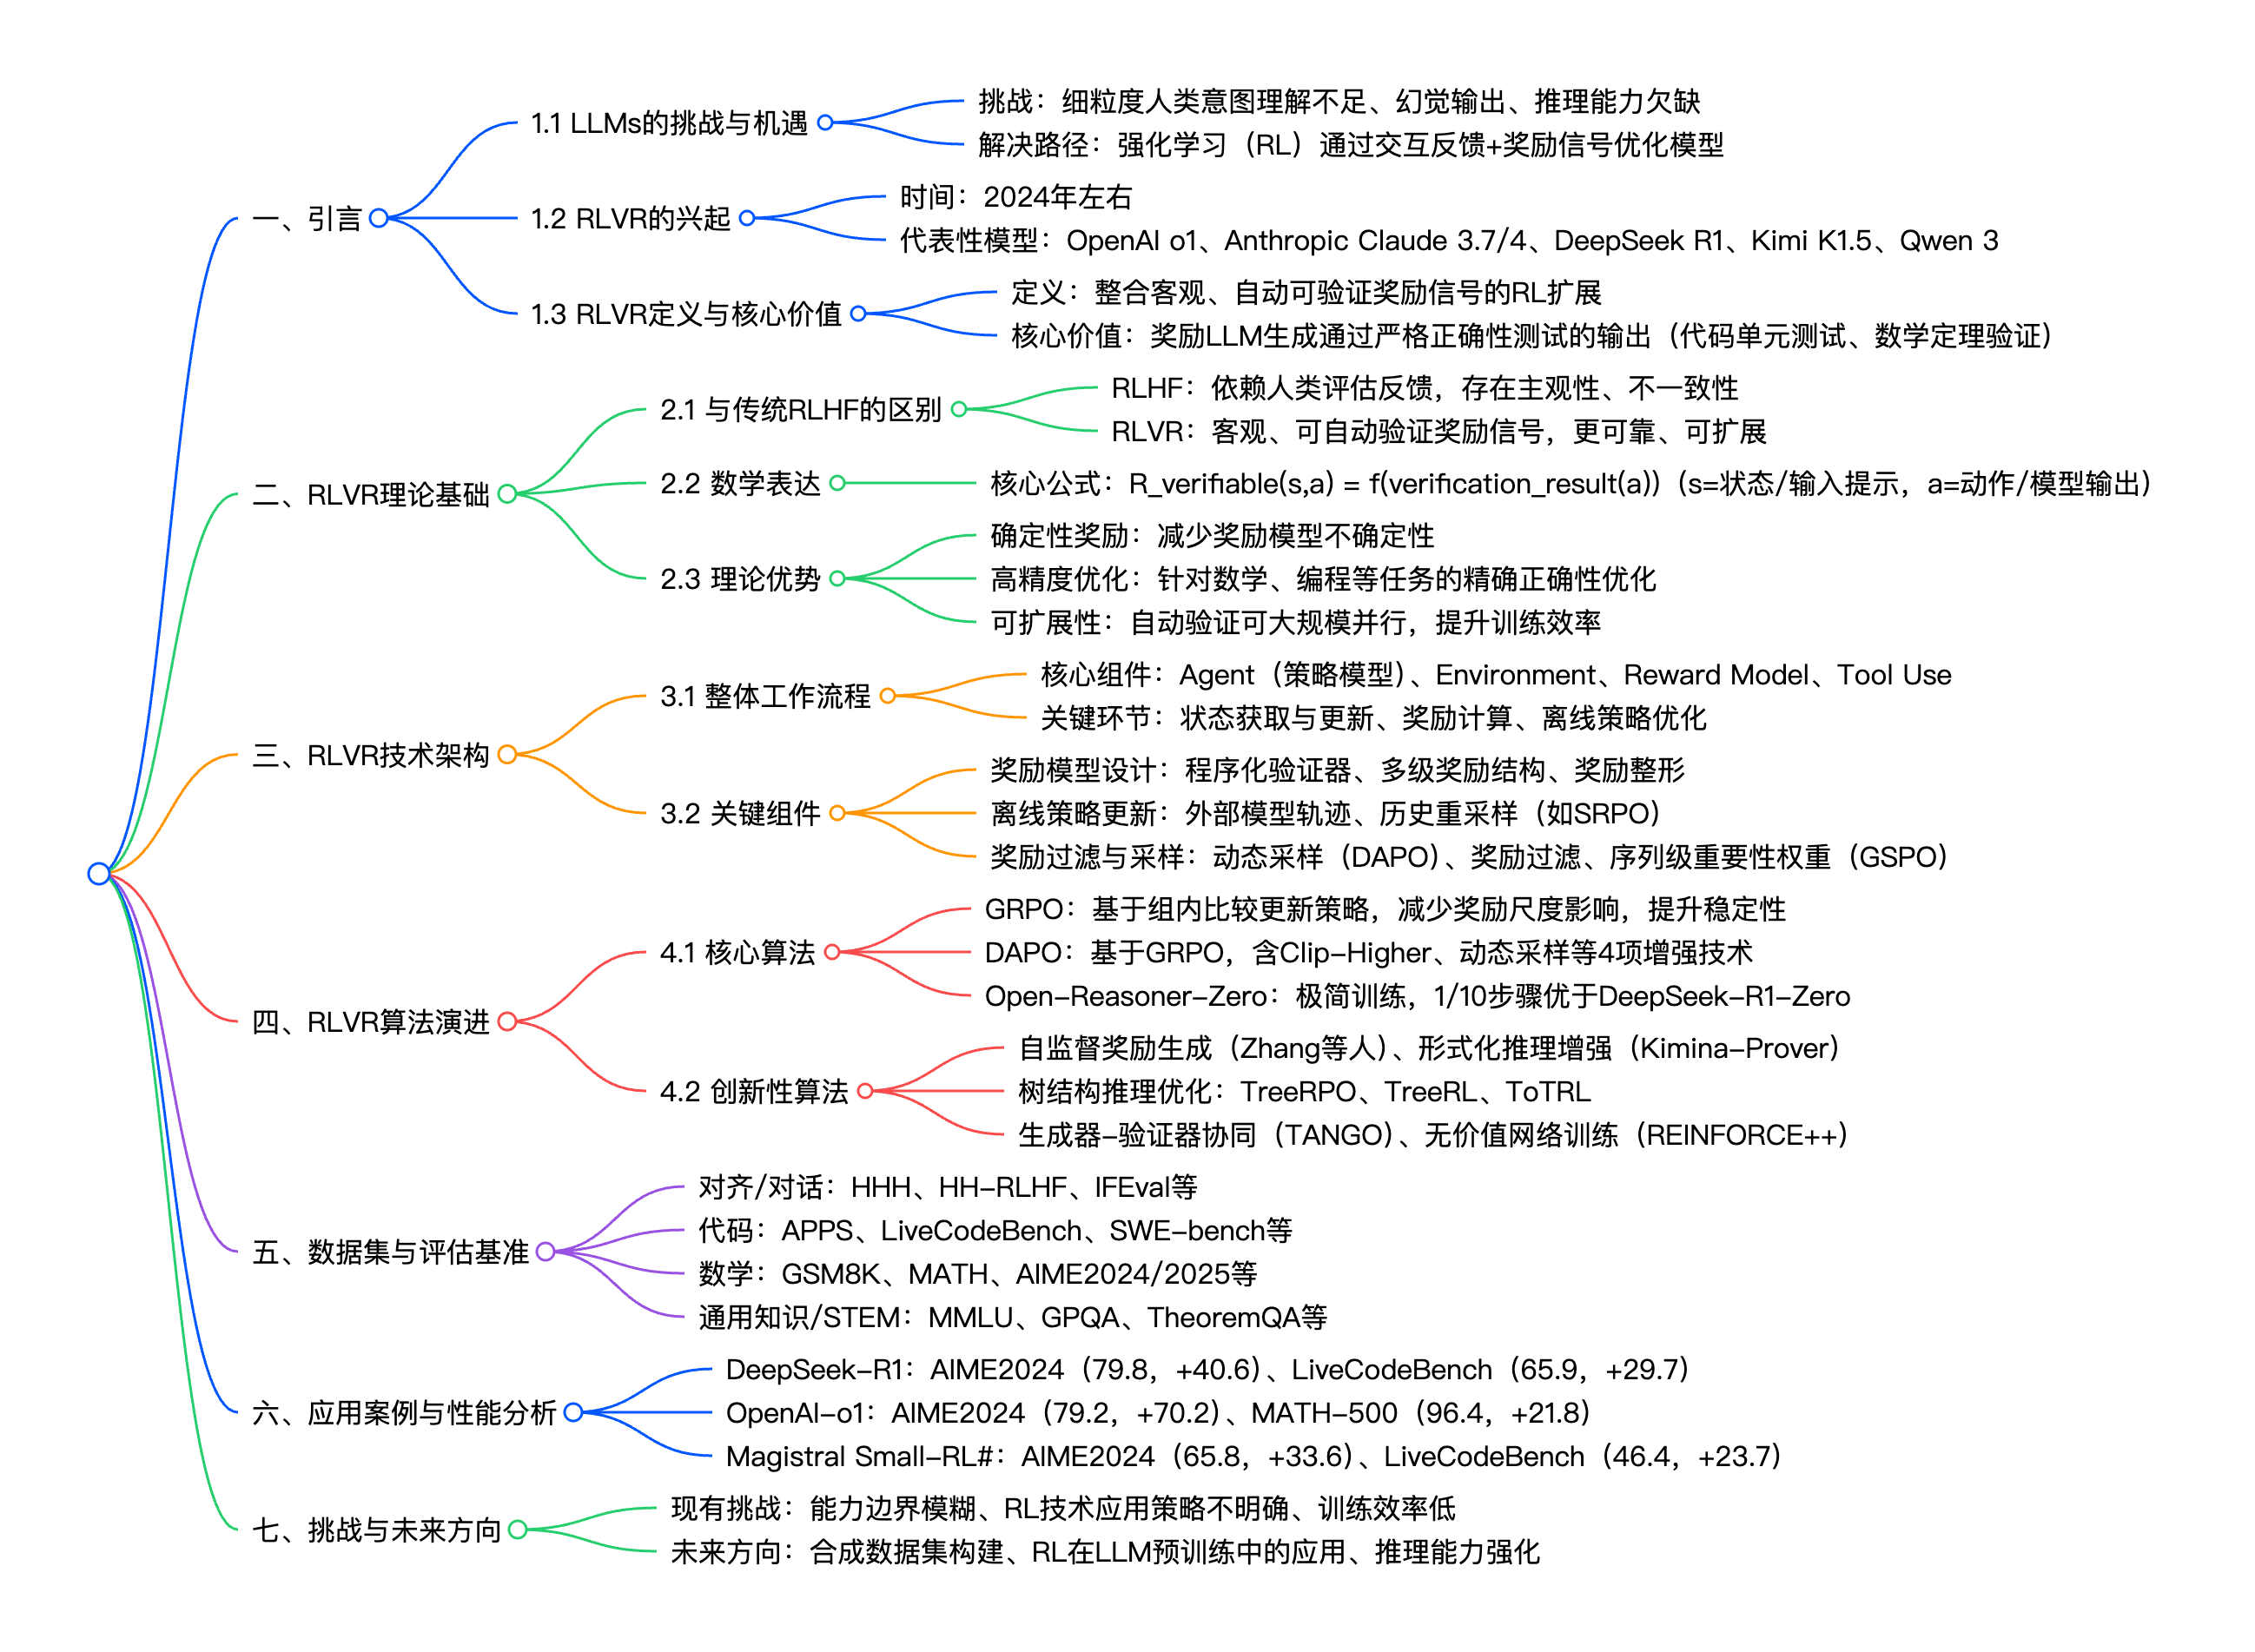 一、引言
1.1 LLMs的挑战与机遇
挑战：细粒度人类意图理解不足、幻觉输出、推理能力欠缺
解决路径：强化学习（RL）通过交互反馈+奖励信号优化模型
1.2 RLVR的兴起
时间：2024年左右
代表性模型：OpenAI o1、Anthropic Claude 3.7/4、DeepSeek R1、Kimi K1.5、Qwen 3
1.3 RLVR定义与核心价值
定义：整合客观、自动可验证奖励信号的RL扩展
核心价值：奖励LLM生成通过严格正确性测试的输出（代码单元测试、数学定理验证）
二、RLVR理论基础
2.1 与传统RLHF的区别
RLHF：依赖人类评估反馈，存在主观性、不一致性
RLVR：客观、可自动验证奖励信号，更可靠、可扩展
2.2 数学表达
核心公式：R_verifiable(s,a) = f(verification_result(a))（s=状态/输入提示，a=动作/模型输出）
2.3 理论优势
确定性奖励：减少奖励模型不确定性
高精度优化：针对数学、编程等任务的精确正确性优化
可扩展性：自动验证可大规模并行，提升训练效率
三、RLVR技术架构
3.1 整体工作流程
核心组件：Agent（策略模型）、Environment、Reward Model、Tool Use
关键环节：状态获取与更新、奖励计算、离线策略优化
3.2 关键组件
奖励模型设计：程序化验证器、多级奖励结构、奖励整形
离线策略更新：外部模型轨迹、历史重采样（如SRPO）
奖励过滤与采样：动态采样（DAPO）、奖励过滤、序列级重要性权重（GSPO）
四、RLVR算法演进
4.1 核心算法
GRPO：基于组内比较更新策略，减少奖励尺度影响，提升稳定性
DAPO：基于GRPO，含Clip-Higher、动态采样等4项增强技术
Open-Reasoner-Zero：极简训练，1/10步骤优于DeepSeek-R1-Zero
4.2 创新性算法
自监督奖励生成（Zhang等人）、形式化推理增强（Kimina-Prover）
树结构推理优化：TreeRPO、TreeRL、ToTRL
生成器-验证器协同（TANGO）、无价值网络训练（REINFORCE++）
五、数据集与评估基准
对齐/对话：HHH、HH-RLHF、IFEval等
代码：APPS、LiveCodeBench、SWE-bench等
数学：GSM8K、MATH、AIME2024/2025等
通用知识/STEM：MMLU、GPQA、TheoremQA等
六、应用案例与性能分析
DeepSeek-R1：AIME2024（79.8，+40.6）、LiveCodeBench（65.9，+29.7）
OpenAI-o1：AIME2024（79.2，+70.2）、MATH-500（96.4，+21.8）
Magistral Small-RL#：AIME2024（65.8，+33.6）、LiveCodeBench（46.4，+23.7）
七、挑战与未来方向
现有挑战：能力边界模糊、RL技术应用策略不明确、训练效率低
未来方向：合成数据集构建、RL在LLM预训练中的应用、推理能力强化